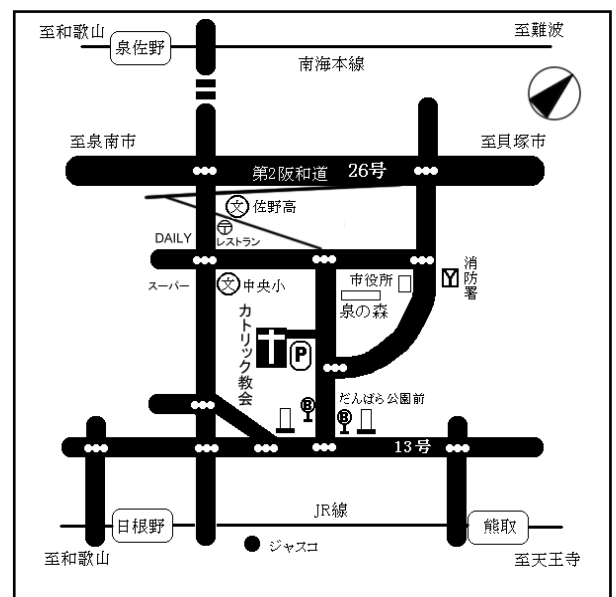 至和歌山
至難波
泉佐野
南海本線
至泉南市
至貝塚市
第2阪和道 26号
文
佐野高
〒
レストラン
DAILY
スーパー
文
中央小
市役所
泉の森
Y
消防署
カトリック教会
P
B
B
だんばら公園前
13号
JR線
日根野
熊取
至和歌山
ジャスコ
至天王寺